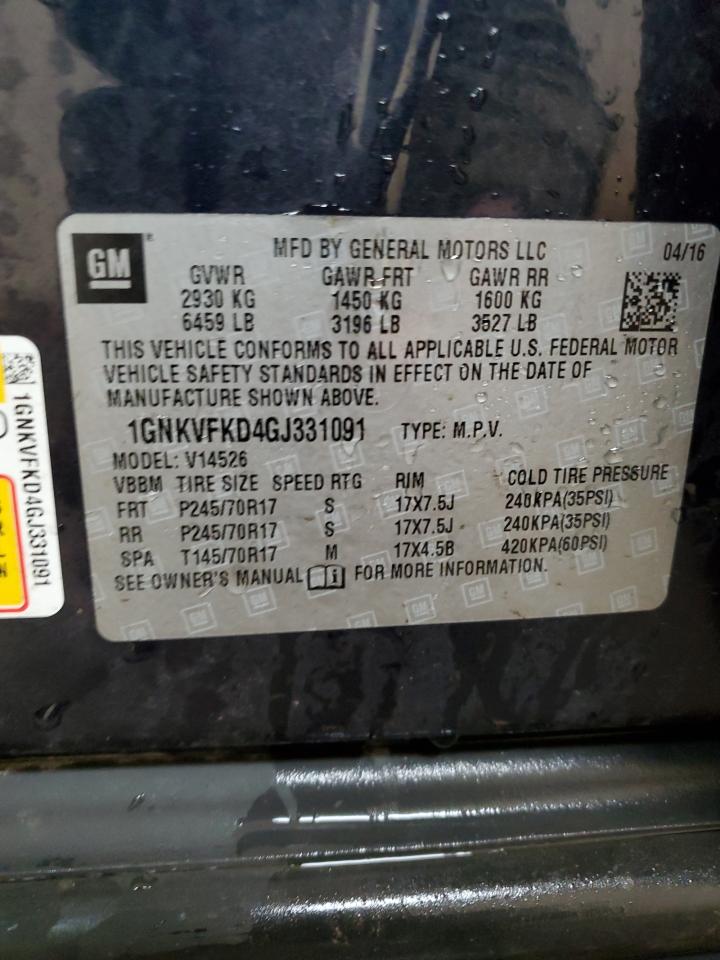 GM
MFD BY GENERAL MOTORS LLC 04/16
GVWR GAWR FRT GAWR RR
2930 KG 1450 KG 1600 KG
6459 LB 3196 LB 3527 LB
THIS VEHICLE CONFORMS TO ALL APPLICABLE U.S. FEDERAL MOTOR
VEHICLE SAFETY STANDARDS IN EFFECT ON THE DATE OF
MANUFACTURE SHOWN ABOVE.
1GNKVFKD4GJ331091 TYPE: M.P.V.
MODEL: V14526
VBBM TIRE SIZE SPEED RTG RIM COLD TIRE PRESSURE
FRT P245/70R17 S 17X7.5J 240KPA(35PSI)
RR P245/70R17 S 17X7.5J 240KPA(35PSI)
SPA T145/70R17 M 17X4.5B 420KPA(60PSI)
SEE OWNER'S MANUAL FOR MORE INFORMATION.
1GNKVFKD4GJ331091